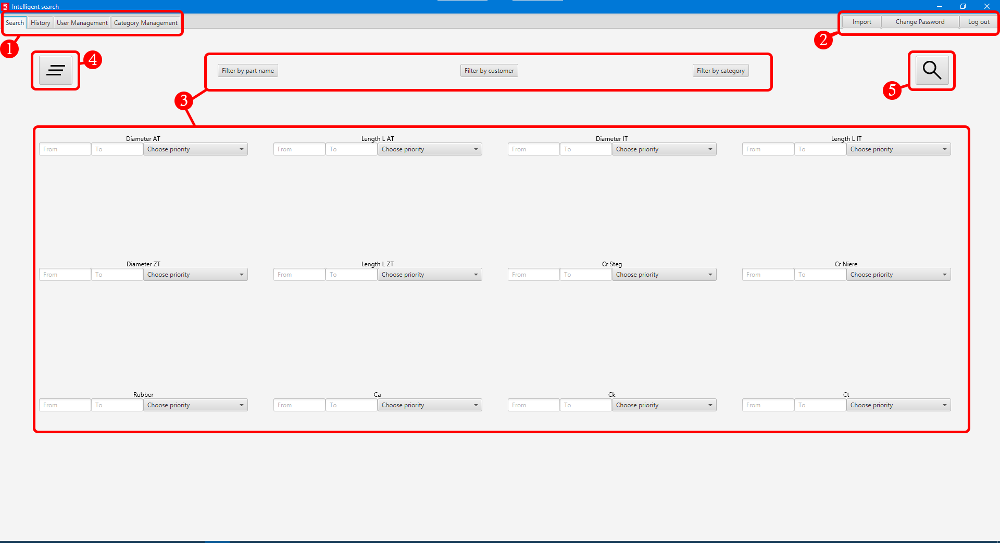 Intelligent search
Search History User Management Category Management Import Change Password Log out
1 2
4
Filter by part name Filter by customer Filter by category
3 5
Diameter AT Length L AT Diameter IT Length L IT
From To Choose priority From To Choose priority From To Choose priority From To Choose priority
Diameter ZT Length L ZT Cr Steg Cr Niere
From To Choose priority From To Choose priority From To Choose priority From To Choose priority
Rubber Ca Ck Ct
From To Choose priority From To Choose priority From To Choose priority From To Choose priority